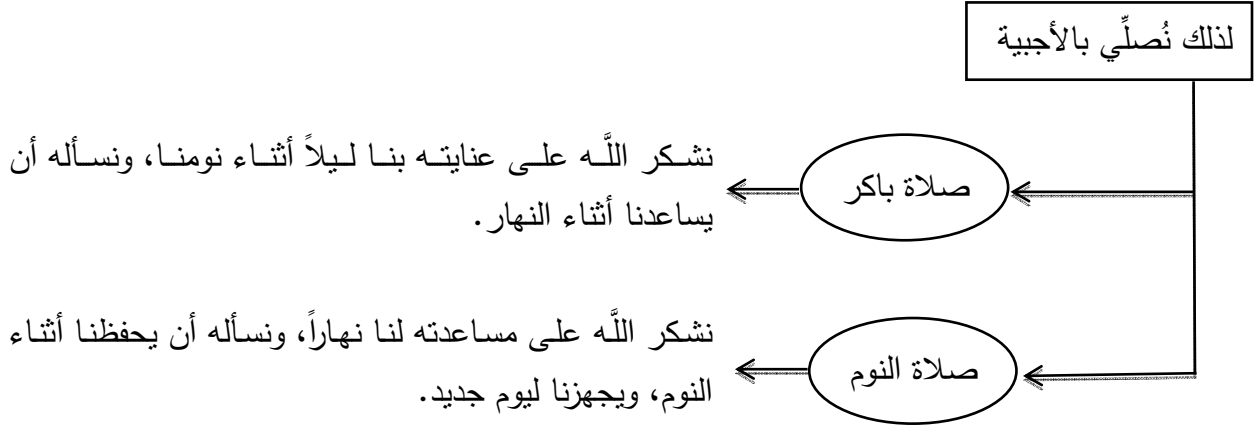 لذلك نُصلِّي بالأجبية
صلاة باكر
نشكر اللَّه على عنايته بنا ليلاً أثناء نومنا، ونسأله أن
يساعدنا أثناء النهار.
صلاة النوم
نشكر اللَّه على مساعدته لنا نهاراً، ونسأله أن يحفظنا أثناء
النوم، ويجهزنا ليوم جديد.